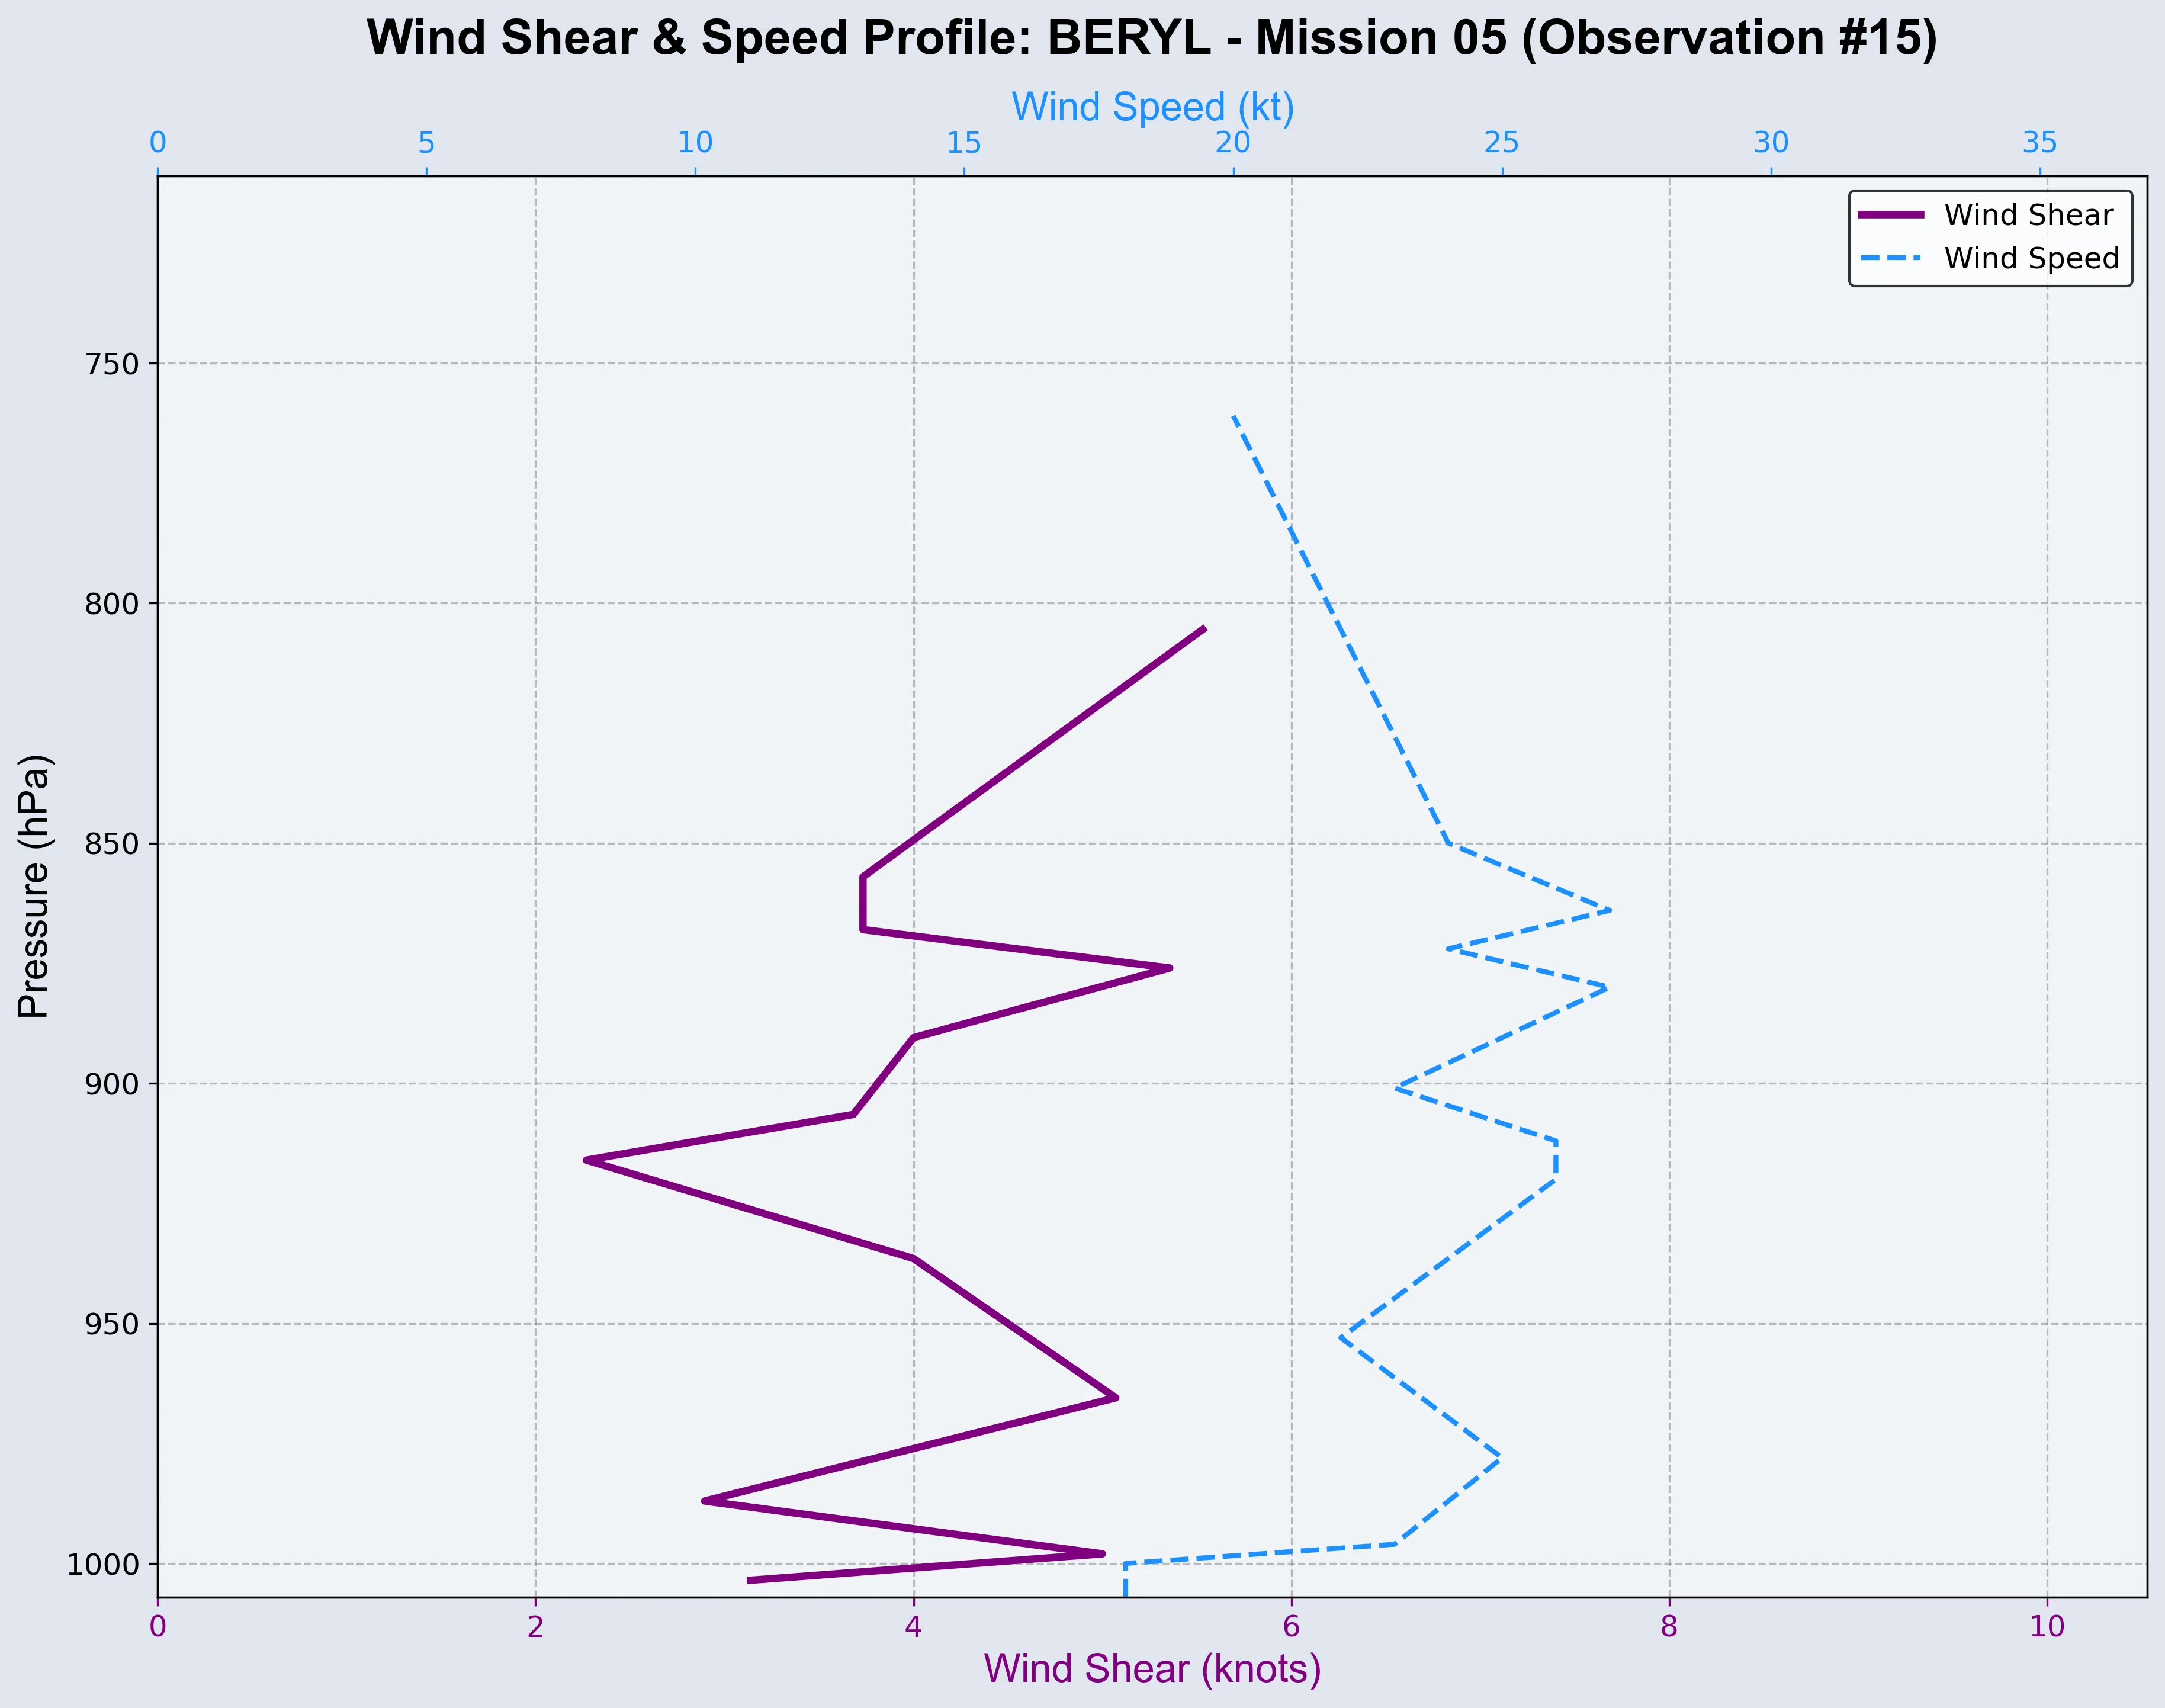 Wind Shear & Speed Profile: BERYL - Mission 05 (Observation #15)
Wind Speed (kt)
0 5 10 15 20 25 30 35
Wind Shear
Wind Speed
Pressure (hPa)
750
800
850
900
950
1000
0 2 4 6 8 10
Wind Shear (knots)